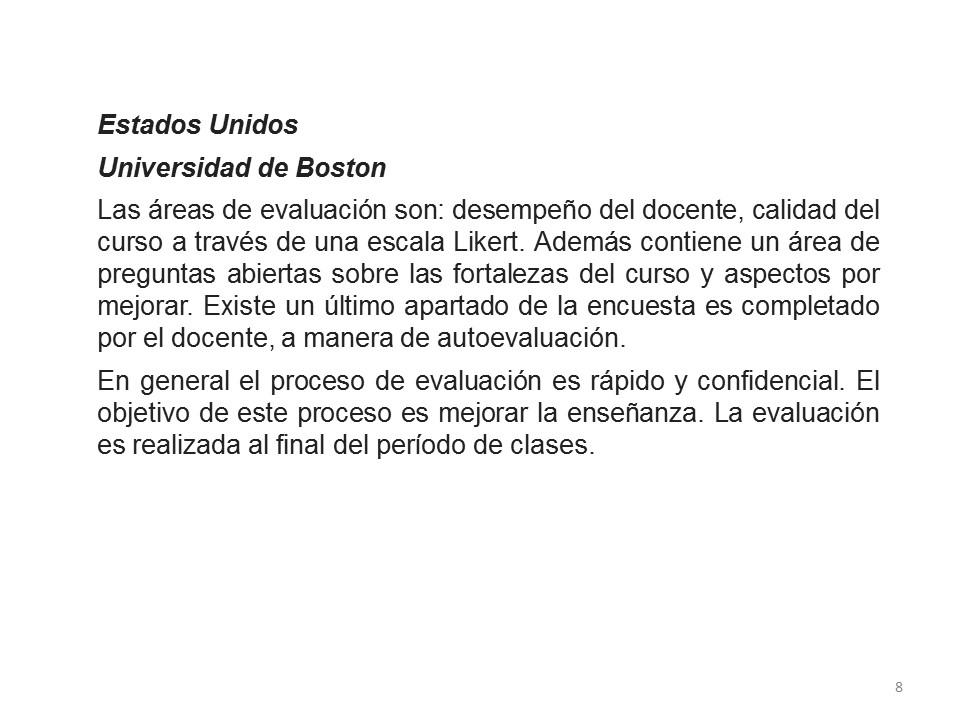 Estados Unidos
Universidad de Boston
Las áreas de evaluación son: desempeño del docente, calidad del
curso a través de una escala Likert. Además contiene un área de
preguntas abiertas sobre las fortalezas del curso y aspectos por
mejorar. Existe un último apartado de la encuesta es completado
por el docente, a manera de autoevaluación.
En general el proceso de evaluación es rápido y confidencial. El
objetivo de este proceso es mejorar la enseñanza. La evaluación
es realizada al final del período de clases.
8